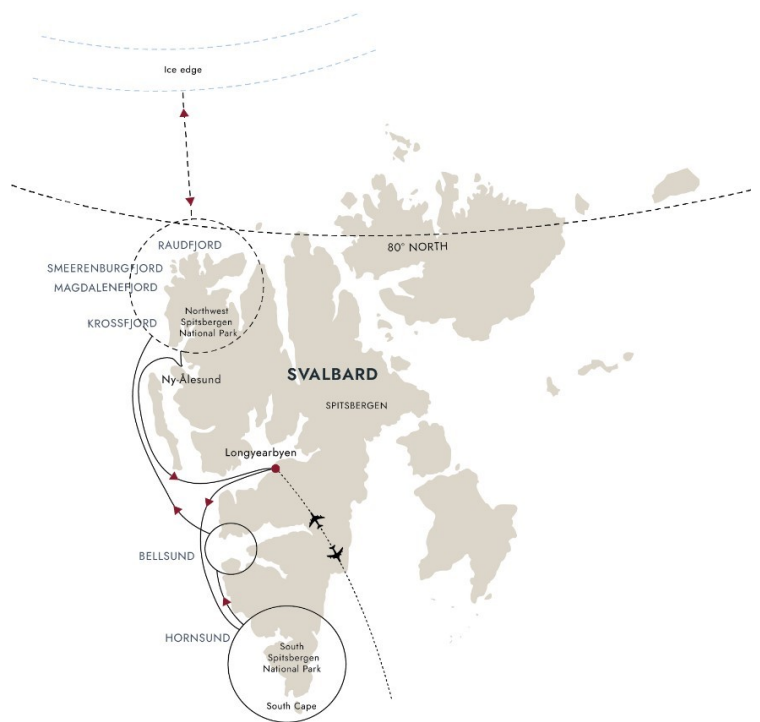 Ice edge
RAUDFJORD
80° NORTH
SMEERENBURGFJORD
MAGDALENEFJORD
Northwest
Spitsbergen
National Park
KROSSFJORD
Ny-Ålesund
SVALBARD
SPITSBERGEN
Longyearbyen
BELLSUND
HORNSUND
South
Spitsbergen
National Park
South Cape